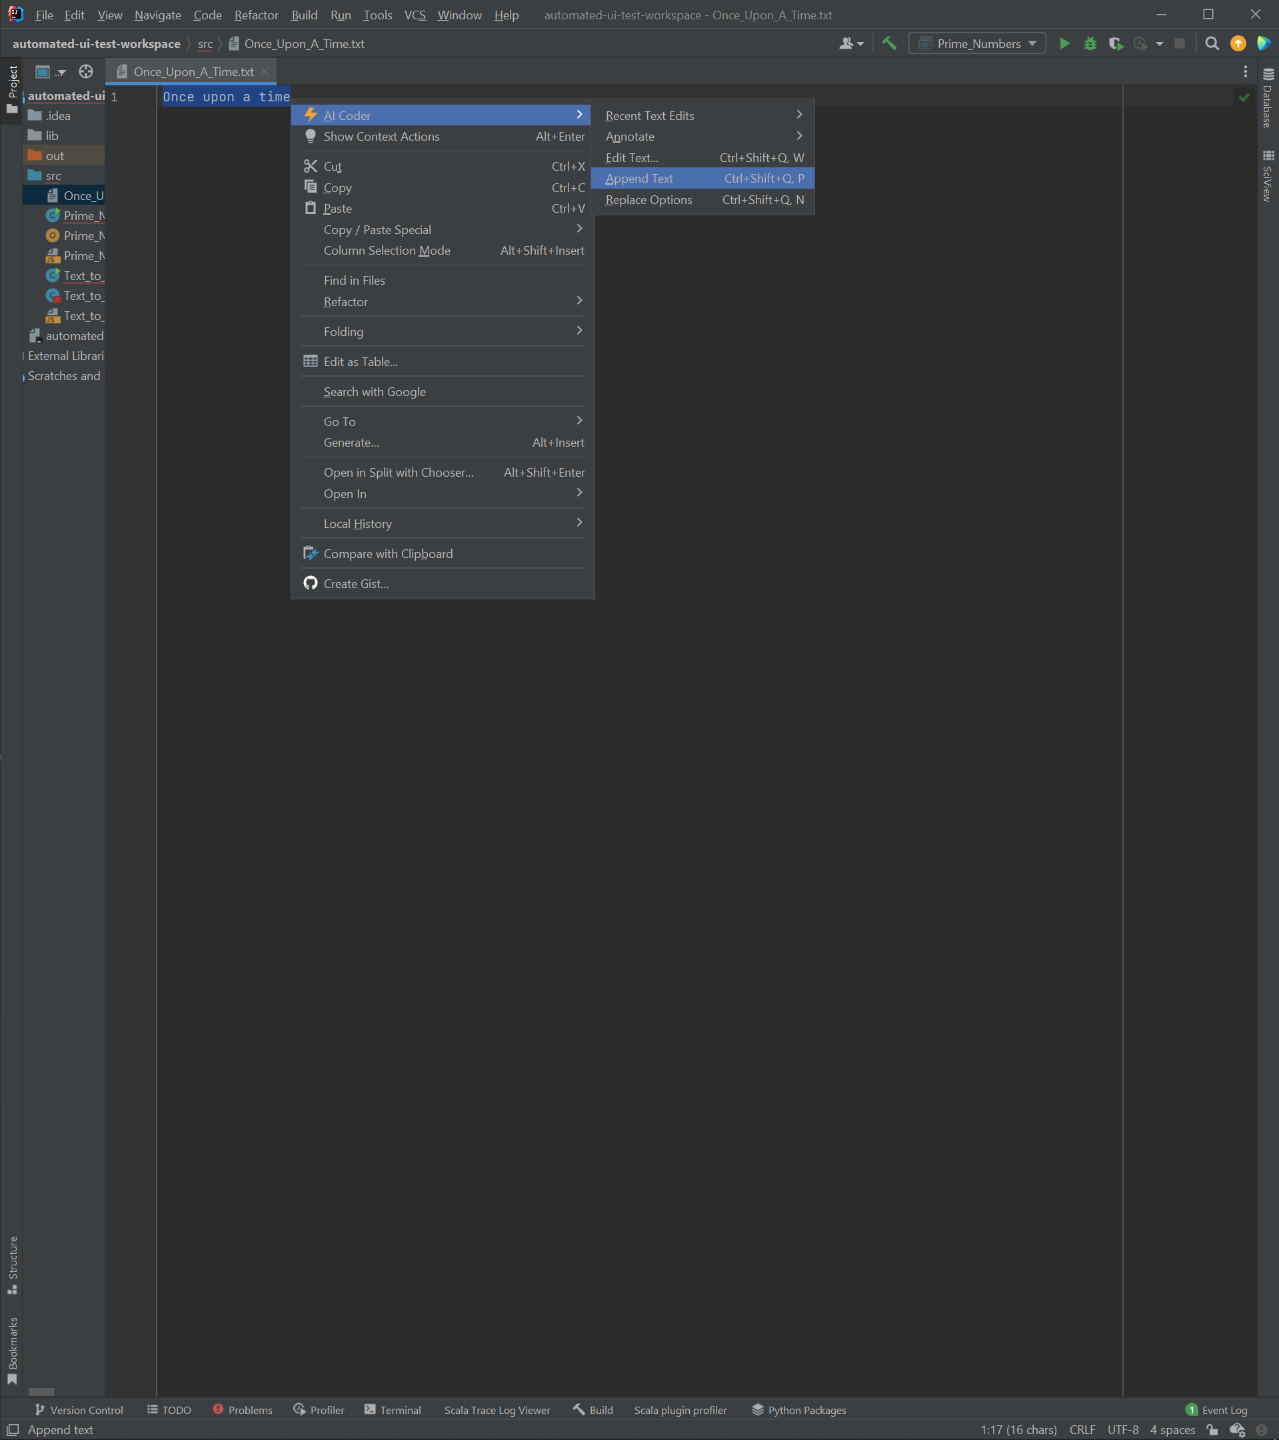 File Edit View Navigate Code Refactor Build Run Tools VCS Window Help automated-ui-test-workspace - Once_Upon_A_Time.txt
automated-ui-test-workspace src Once_Upon_A_Time.txt Prime_Numbers
Project
Once_Upon_A_Time.txt
automated-ui
.idea
lib
out
src
Once_U
Prime_N
Prime_N
Prime_N
Text_to_
Text_to_
Text_to_
automated
External Librari
Scratches and
1 Once upon a time
AI Coder
Show Context Actions Alt+Enter
Cut Ctrl+X
Copy Ctrl+C
Paste Ctrl+V
Copy / Paste Special
Column Selection Mode Alt+Shift+Insert
Find in Files
Refactor
Folding
Edit as Table...
Search with Google
Go To
Generate... Alt+Insert
Open in Split with Chooser... Alt+Shift+Enter
Open In
Local History
Compare with Clipboard
Create Gist...
Recent Text Edits
Annotate
Edit Text... Ctrl+Shift+Q, W
Append Text Ctrl+Shift+Q, P
Replace Options Ctrl+Shift+Q, N
Database
SciView
Structure
Bookmarks
Version Control TODO Problems Profiler Terminal Scala Trace Log Viewer Build Scala plugin profiler Python Packages 1 Event Log
Append text 1:17 (16 chars) CRLF UTF-8 4 spaces